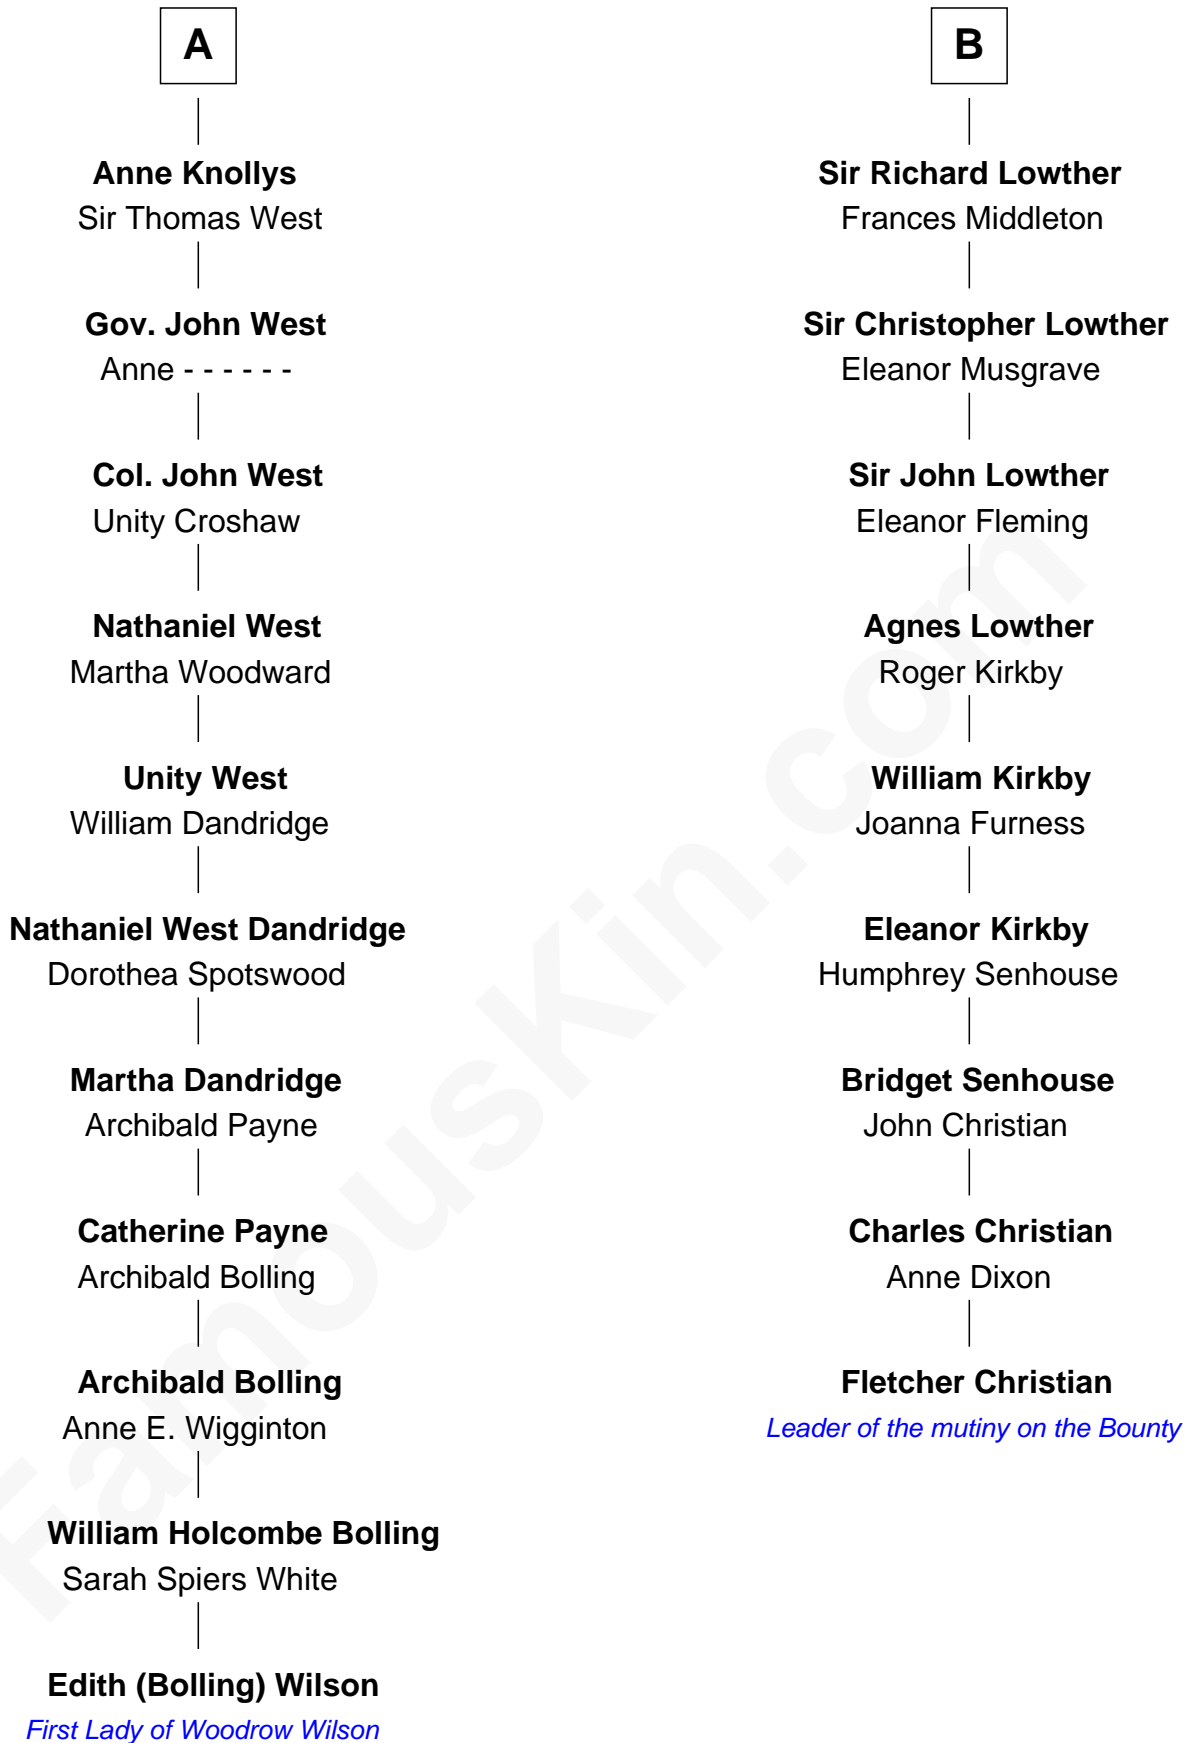 A
Anne Knollys
Sir Thomas West
Gov. John West
Anne - - - - - -
Col. John West
Unity Croshaw
Nathaniel West
Martha Woodward
Unity West
William Dandridge
Nathaniel West Dandridge
Dorothea Spotswood
Martha Dandridge
Archibald Payne
Catherine Payne
Archibald Bolling
Archibald Bolling
Anne E. Wigginton
William Holcombe Bolling
Sarah Spiers White
Edith (Bolling) Wilson
First Lady of Woodrow Wilson
B
Sir Richard Lowther
Frances Middleton
Sir Christopher Lowther
Eleanor Musgrave
Sir John Lowther
Eleanor Fleming
Agnes Lowther
Roger Kirkby
William Kirkby
Joanna Furness
Eleanor Kirkby
Humphrey Senhouse
Bridget Senhouse
John Christian
Charles Christian
Anne Dixon
Fletcher Christian
Leader of the mutiny on the Bounty
FamousKin.com